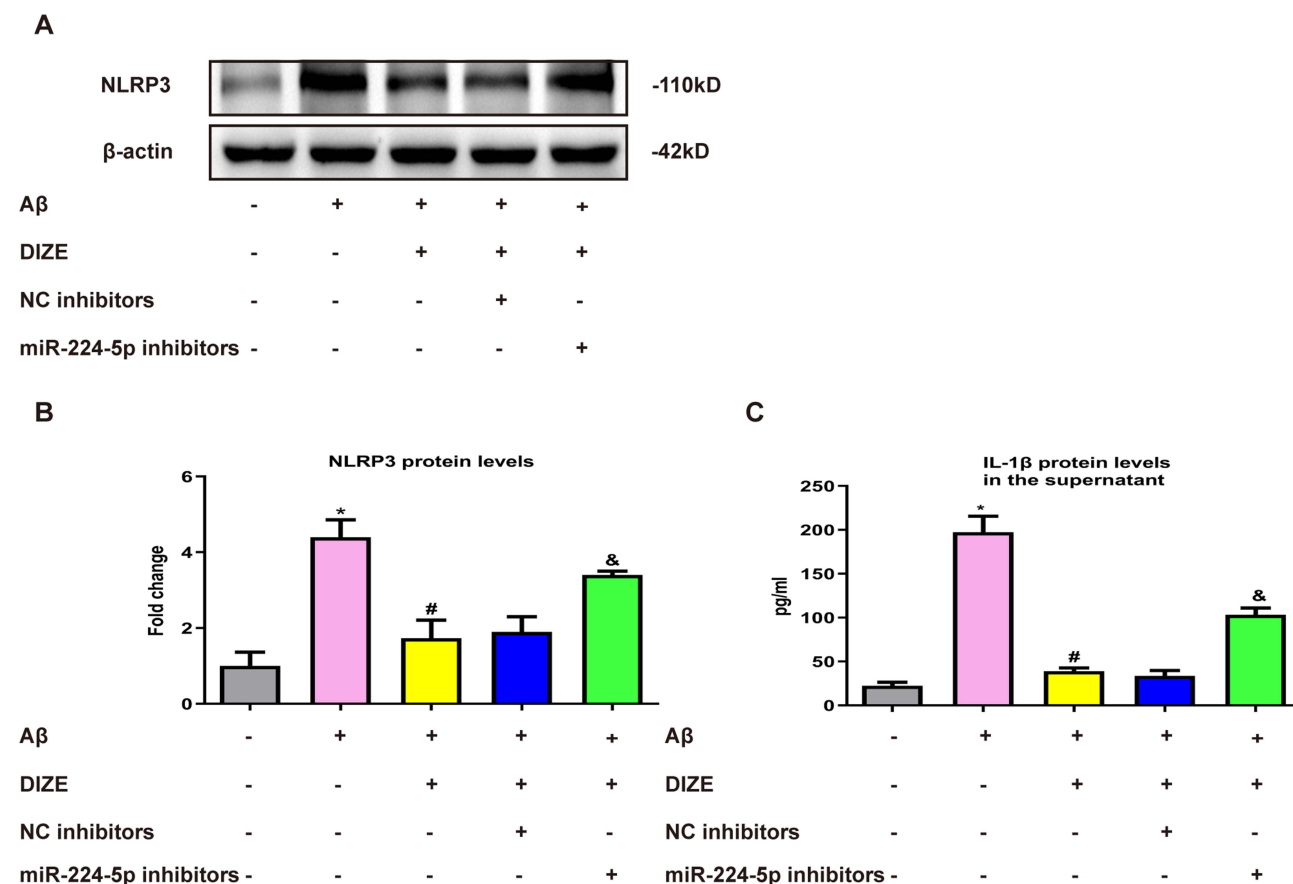 A
NLRP3 -110kD
β-actin -42kD
Aβ - + + + +
DIZE - - + + +
NC inhibitors - - - + -
miR-224-5p inhibitors - - - - +
B
NLRP3 protein levels
Fold change
6
4
2
0
*
#
&
Aβ - + + + +
DIZE - - + + +
NC inhibitors - - - + -
miR-224-5p inhibitors - - - - +
C
IL-1β protein levels
in the supernatant
pg/ml
250
200
150
100
50
0
*
#
&
Aβ - + + + +
DIZE - - + + +
NC inhibitors - - - + -
miR-224-5p inhibitors - - - - +